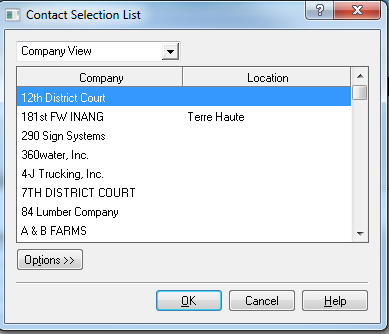 Contact Selection List
Company View
Company Location
12th District Court
181st FW INANG Terre Haute
290 Sign Systems
360water, Inc.
4-J Trucking, Inc.
7TH DISTRICT COURT
84 Lumber Company
A & B FARMS
Options >>
OK Cancel Help